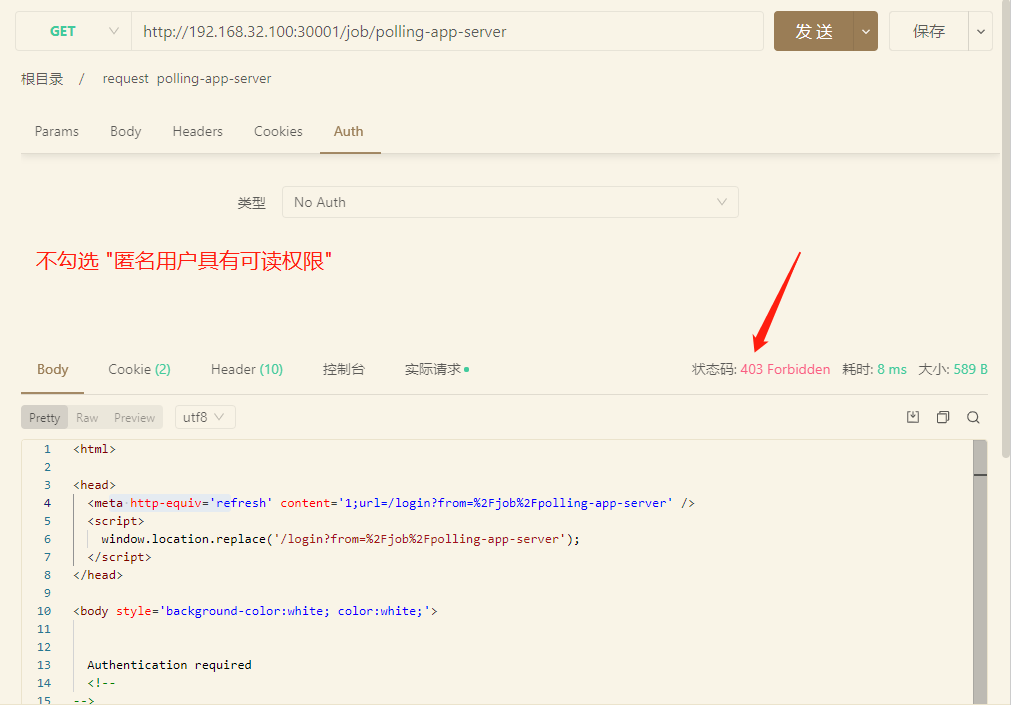 GET http://192.168.32.100:30001/job/polling-app-server 发 送 保存
根目录 / request polling-app-server
Params Body Headers Cookies Auth
类型 No Auth
不勾选 "匿名用户具有可读权限"
Body Cookie (2) Header (10) 控制台 实际请求 状态码: 403 Forbidden 耗时: 8 ms 大小: 589 B
Pretty Raw Preview utf8
1 <html>
2
3 <head>
4 <meta http-equiv='refresh' content='1;url=/login?from=%2Fjob%2Fpolling-app-server' />
5 <script>
6 window.location.replace('/login?from=%2Fjob%2Fpolling-app-server');
7 </script>
8 </head>
9
10 <body style='background-color:white; color:white;'>
11
12
13 Authentication required
14 <!--
15 -->